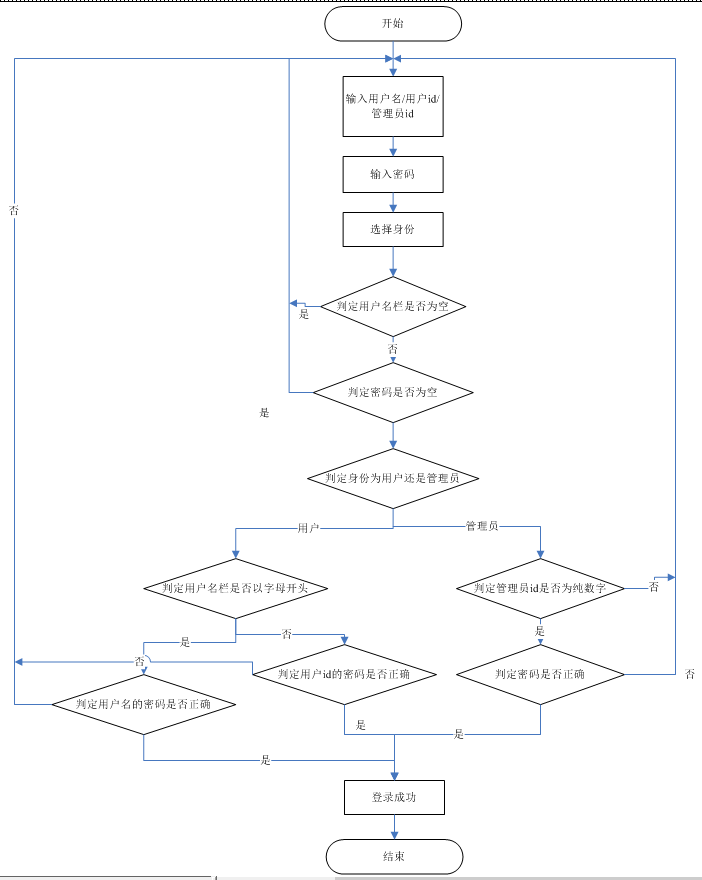 开始
输入用户名/用户id/
管理员id
输入密码
选择身份
否
判定用户名栏是否为空
是
否
判定密码是否为空
是
判定身份为用户还是管理员
用户
管理员
判定用户名栏是否以字母开头
判定管理员id是否为纯数字
否
是
否
是
否
判定用户id的密码是否正确
判定密码是否正确
否
判定用户名的密码是否正确
是
是
是
登录成功
结束